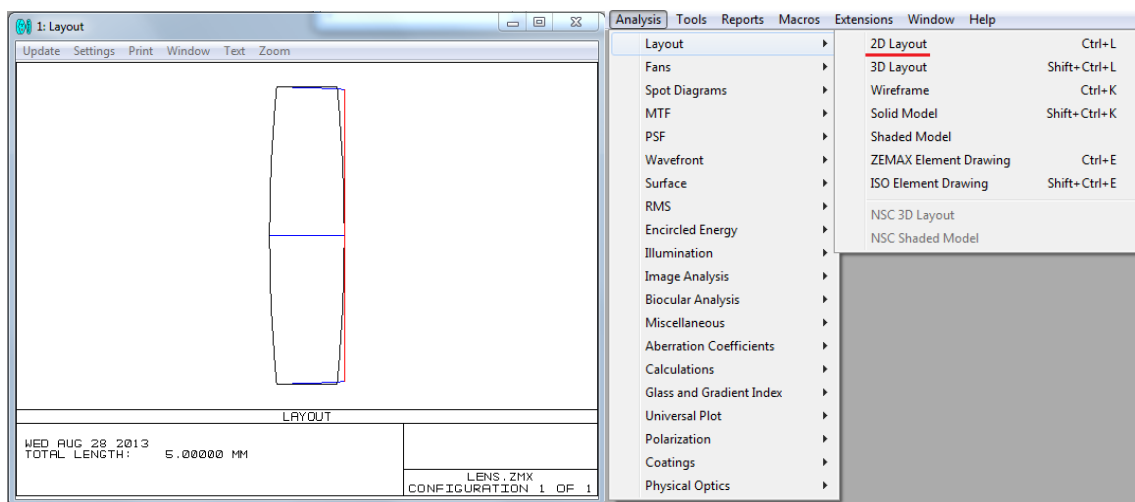 1: Layout
Update Settings Print Window Text Zoom
LAYOUT
WED AUG 28 2013
TOTAL LENGTH: 5.00000 MM
LENS.ZMX
CONFIGURATION 1 OF 1
Analysis Tools Reports Macros Extensions Window Help
Layout
Fans
Spot Diagrams
MTF
PSF
Wavefront
Surface
RMS
Encircled Energy
Illumination
Image Analysis
Biocular Analysis
Miscellaneous
Aberration Coefficients
Calculations
Glass and Gradient Index
Universal Plot
Polarization
Coatings
Physical Optics
2D Layout Ctrl+L
3D Layout Shift+Ctrl+L
Wireframe Ctrl+K
Solid Model Shift+Ctrl+K
Shaded Model
ZEMAX Element Drawing Ctrl+E
ISO Element Drawing Shift+Ctrl+E
NSC 3D Layout
NSC Shaded Model